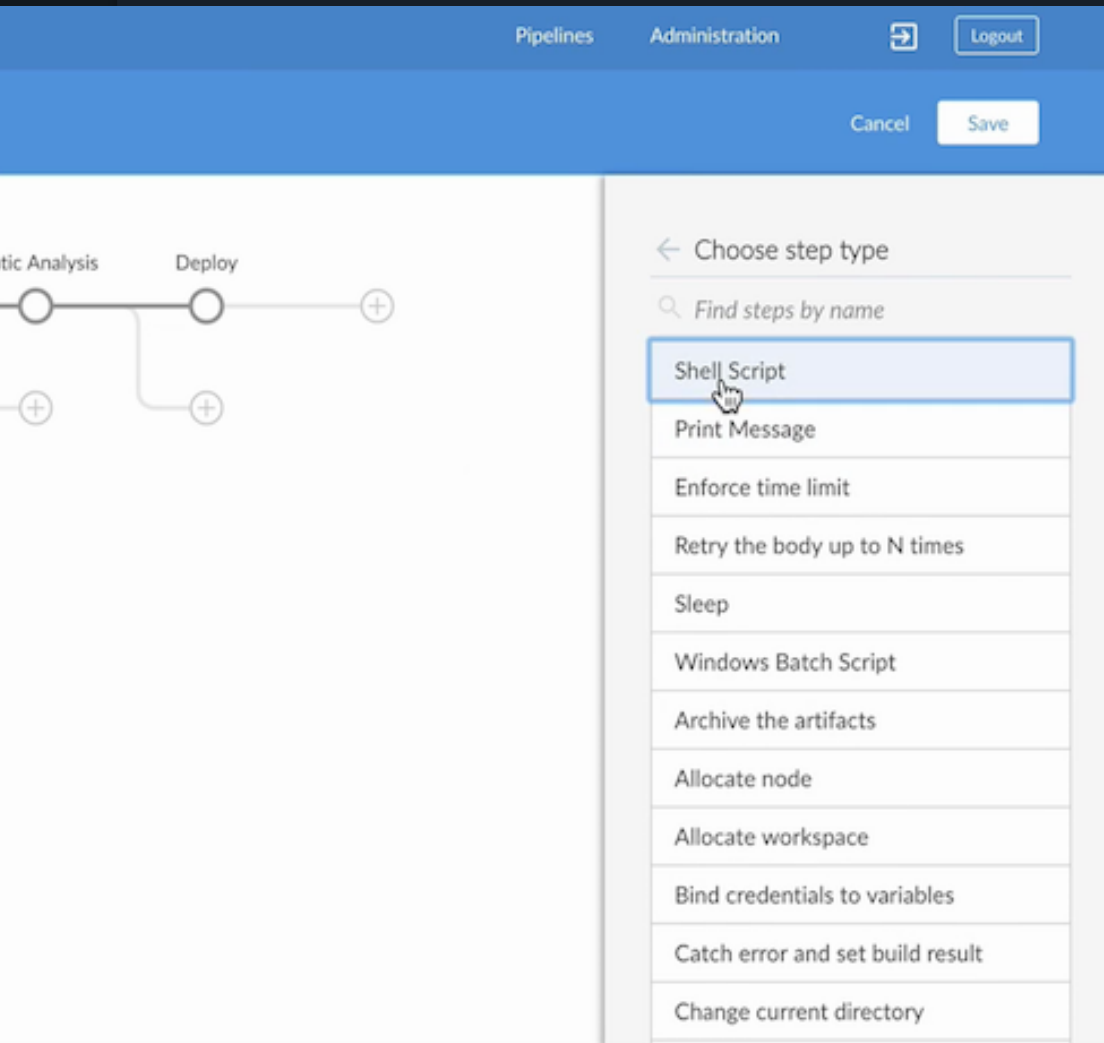 Pipelines Administration Logout
Cancel Save
tic Analysis Deploy
Choose step type
Find steps by name
Shell Script
Print Message
Enforce time limit
Retry the body up to N times
Sleep
Windows Batch Script
Archive the artifacts
Allocate node
Allocate workspace
Bind credentials to variables
Catch error and set build result
Change current directory